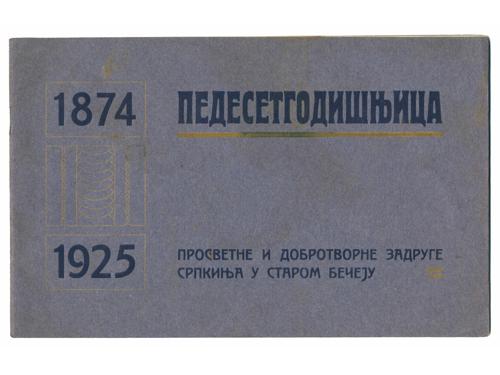 1874
ПЕДЕСЕТГОДИШЊИЦА
1925
ПРОСВЕТНЕ И ДОБРОТВОРНЕ ЗАДРУГЕ
СРПКИЊА У СТАРОМ БЕЧЕЈУ